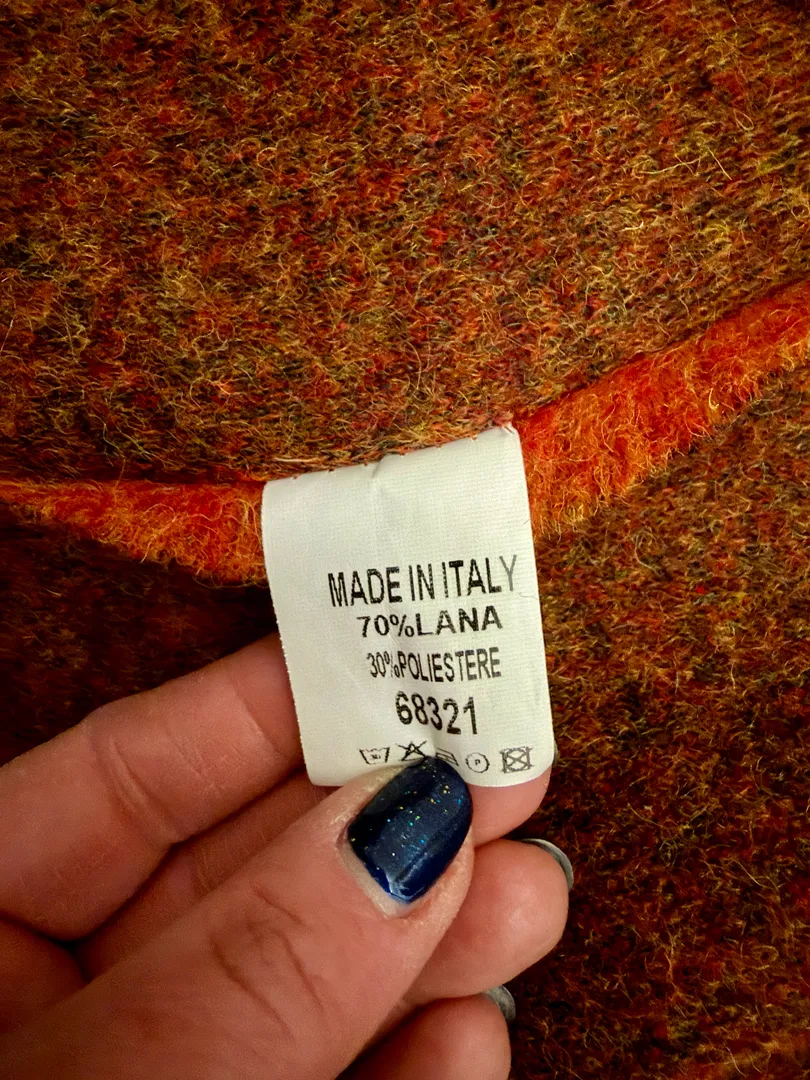 MADE IN ITALY
70%LANA
30%POLIESTERE
68321
P